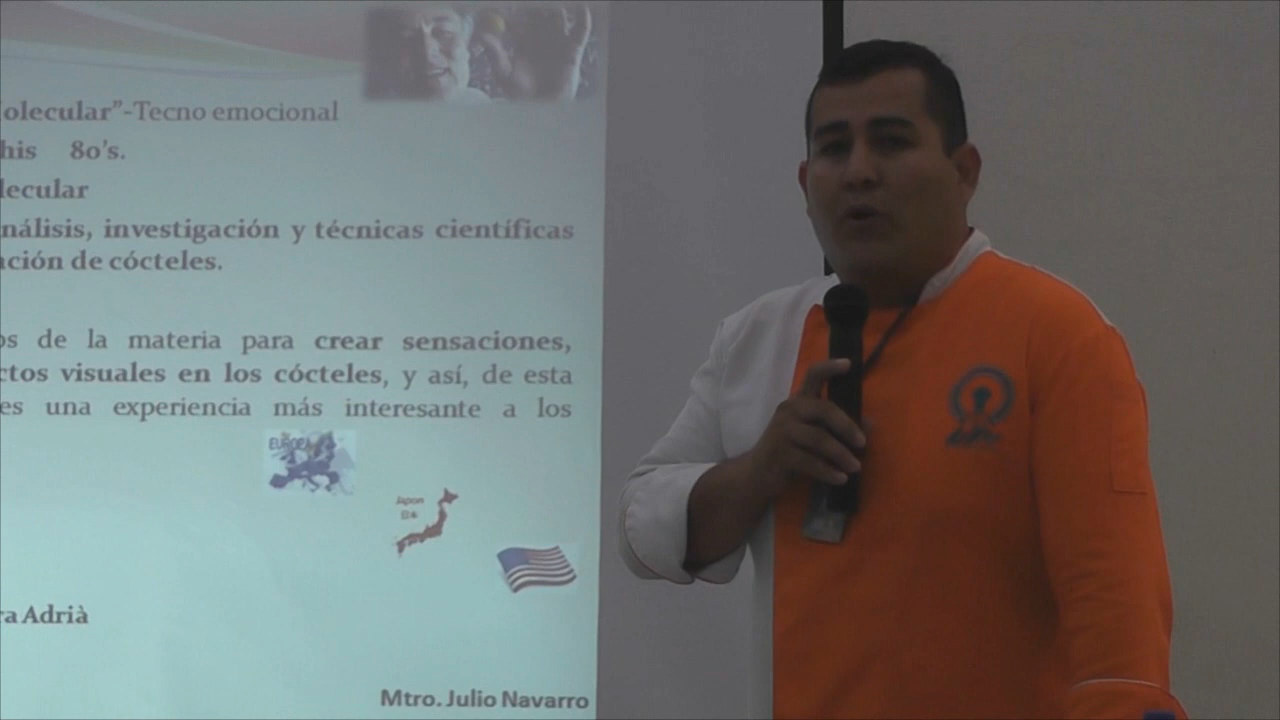 olecular”-Tecno emocional
his 80's.
lecular
nálisis, investigación y técnicas científicas
ación de cócteles.
os de la materia para crear sensaciones,
ctos visuales en los cócteles, y así, de esta
es una experiencia más interesante a los
EUROPA
Japon
ra Adrià
Mtro. Julio Navarro